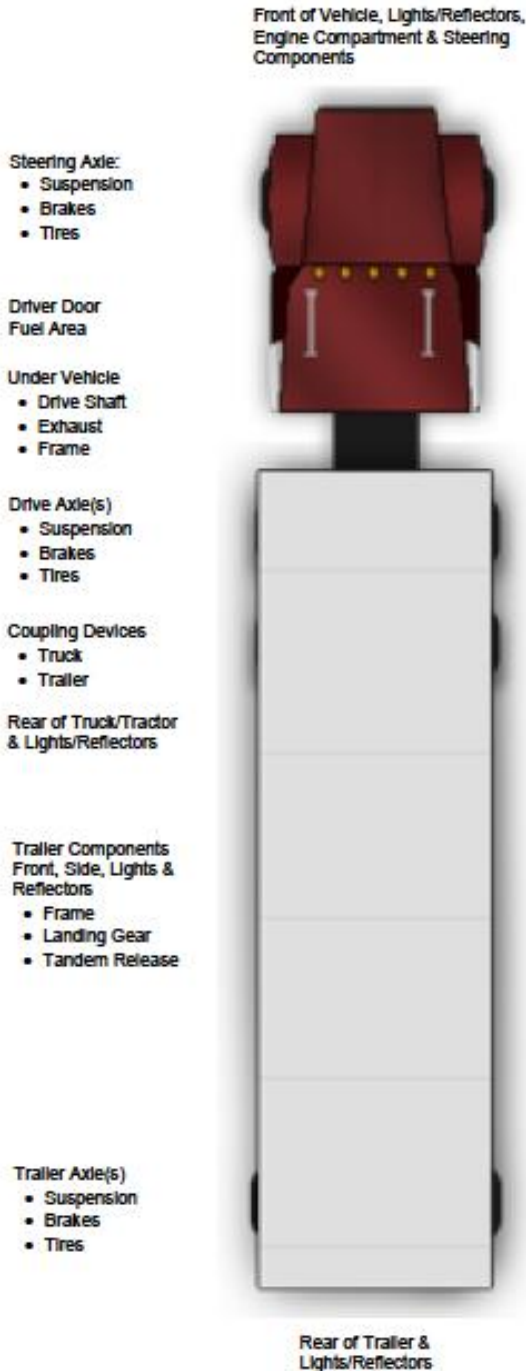 Front of Vehicle, Lights/Reflectors,
Engine Compartment & Steering
Components
Steering Axle:
• Suspension
• Brakes
• Tires
Driver Door
Fuel Area
Under Vehicle
• Drive Shaft
• Exhaust
• Frame
Drive Axle(s)
• Suspension
• Brakes
• Tires
Coupling Devices
• Truck
• Trailer
Rear of Truck/Tractor
& Lights/Reflectors
Trailer Components
Front, Side, Lights &
Reflectors
• Frame
• Landing Gear
• Tandem Release
Trailer Axle(s)
• Suspension
• Brakes
• Tires
Rear of Trailer &
Lights/Reflectors